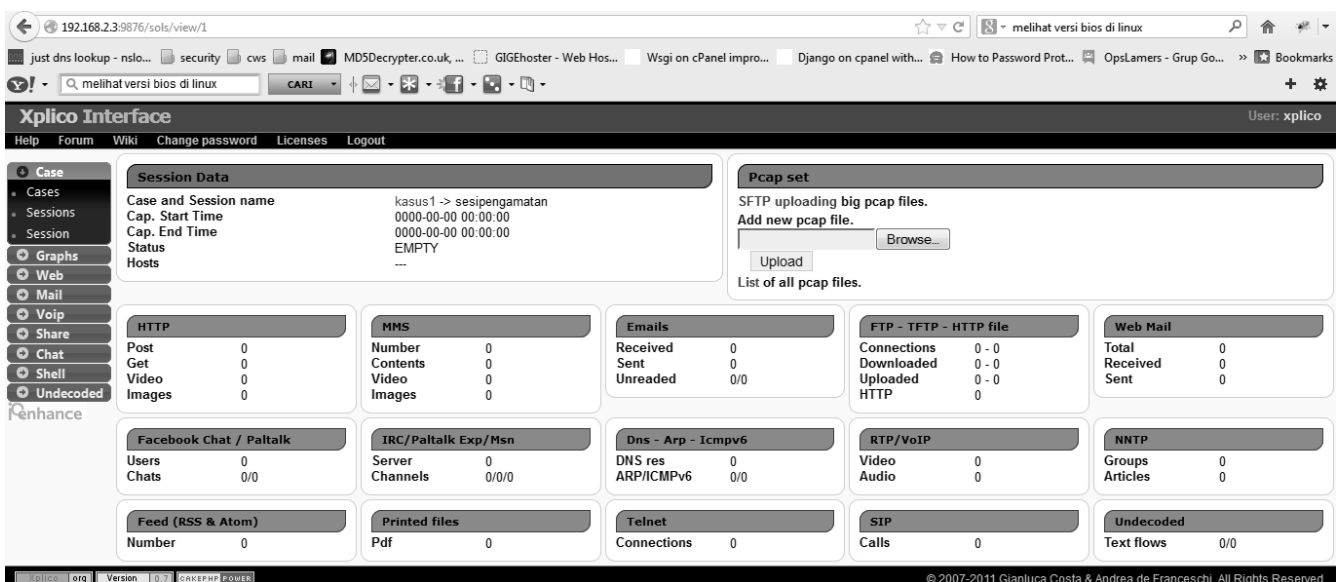 192.168.2.3:9876/sols/view/1
melihat versi bios di linux
just dns lookup - nslo... security cws mail MD5Decrypter.co.uk, ... GIGEhoster - Web Hos... Wsgi on cPanel impro... Django on cpanel with... How to Password Prot... OpsLamers - Grup Go... » Bookmarks
Y! melihat versi bios di linux CARI
Xplico Interface
User: xplico
Help Forum Wiki Change password Licenses Logout
Case
Cases
Sessions
Session
Graphs
Web
Mail
Voip
Share
Chat
Shell
Undecoded
Session Data
Case and Session name kasus1 -> sesipengamatan
Cap. Start Time 0000-00-00 00:00:00
Cap. End Time 0000-00-00 00:00:00
Status EMPTY
Hosts ---
Pcap set
SFTP uploading big pcap files.
Add new pcap file.
Browse...
Upload
List of all pcap files.
HTTP
Post 0
Get 0
Video 0
Images 0
MMS
Number 0
Contents 0
Video 0
Images 0
Emails
Received 0
Sent 0
Unreaded 0/0
FTP - TFTP - HTTP file
Connections 0 - 0
Downloaded 0 - 0
Uploaded 0 - 0
HTTP 0
Web Mail
Total 0
Received 0
Sent 0
Facebook Chat / Paltalk
Users 0
Chats 0/0
IRC/Paltalk Exp/Msn
Server 0
Channels 0/0/0
Dns - Arp - Icmpv6
DNS res 0
ARP/ICMPv6 0/0
RTP/VoIP
Video 0
Audio 0
NNTP
Groups 0
Articles 0
Feed (RSS & Atom)
Number 0
Printed files
Pdf 0
Telnet
Connections 0
SIP
Calls 0
Undecoded
Text flows 0/0
Xplico org Version 0.7 CAKEPHP POWER
© 2007-2011 Gianluca Costa & Andrea de Franceschi. All Rights Reserved